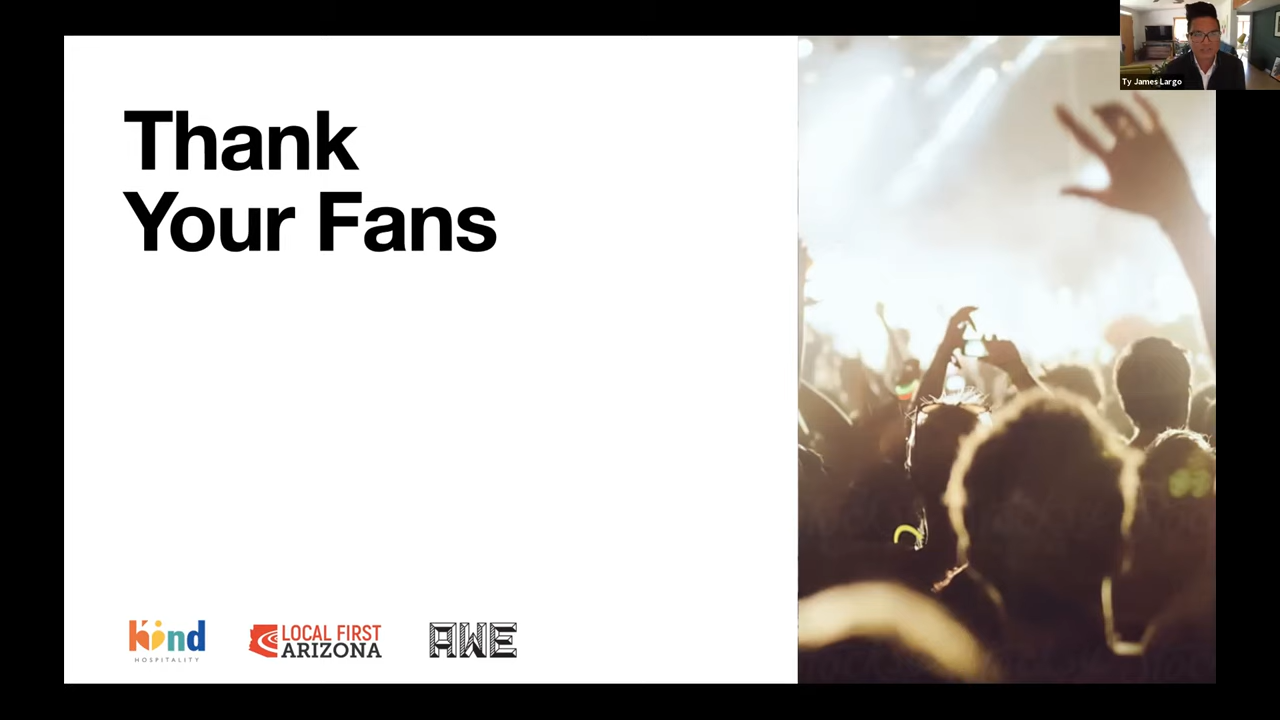 Ty James Largo
Thank
Your Fans
kind
HOSPITALITY
LOCAL FIRST
ARIZONA
AWE